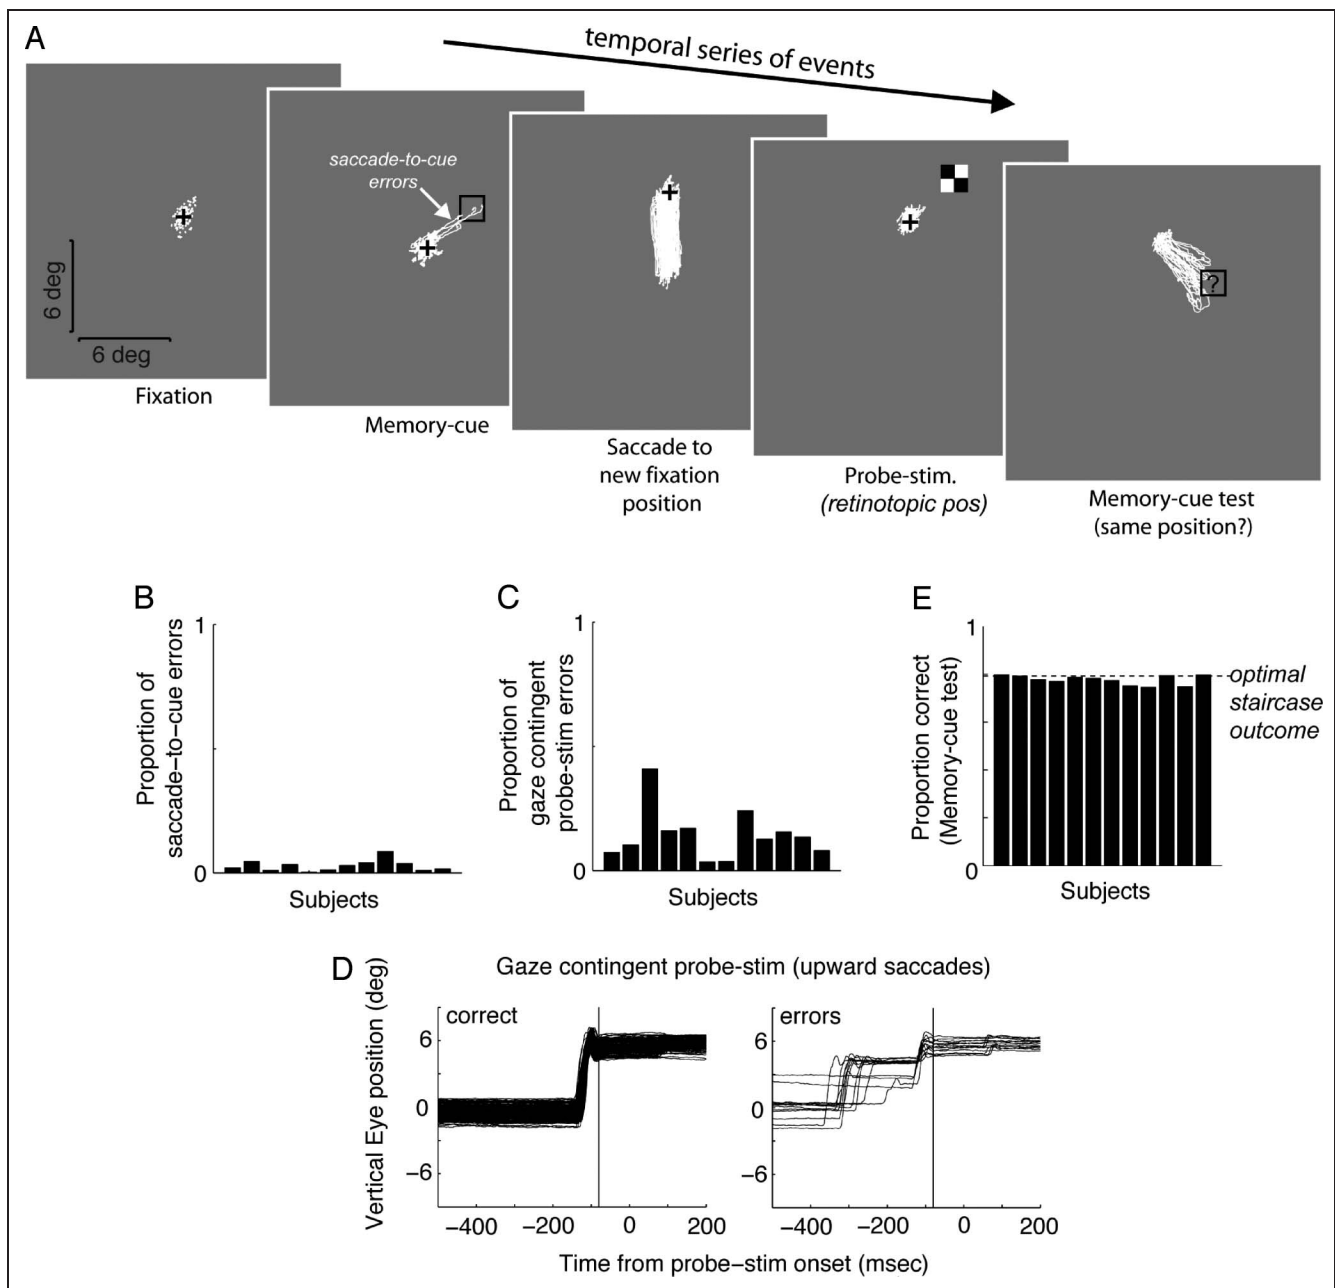 A
temporal series of events
saccade-to-cue
errors
6 deg
6 deg
?
Fixation
Memory-cue
Saccade to
new fixation
position
Probe-stim.
(retinotopic pos)
Memory-cue test
(same position?)
B
Proportion of
saccade–to–cue errors
1
0
Subjects
C
Proportion of
gaze contingent
probe-stim errors
1
0
Subjects
E
Proportion correct
(Memory-cue test)
1
0
optimal
staircase
outcome
Subjects
D
Gaze contingent probe-stim (upward saccades)
Vertical Eye position (deg)
correct
6
0
−6
−400 −200 0 200
errors
6
0
−6
−400 −200 0 200
Time from probe–stim onset (msec)